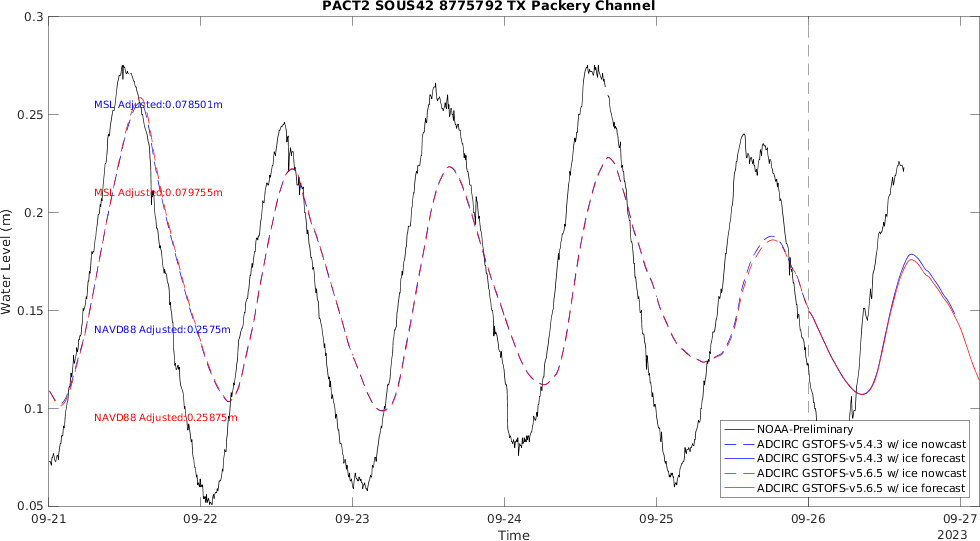 PACT2 SOUS42 8775792 TX Packery Channel
0.3
0.25
0.2
0.15
0.1
0.05
Water Level (m)
MSL Adjusted:0.078501m
MSL Adjusted:0.079755m
NAVD88 Adjusted:0.2575m
NAVD88 Adjusted:0.25875m
NOAA-Preliminary
ADCIRC GSTOFS-v5.4.3 w/ ice nowcast
ADCIRC GSTOFS-v5.4.3 w/ ice forecast
ADCIRC GSTOFS-v5.6.5 w/ ice nowcast
ADCIRC GSTOFS-v5.6.5 w/ ice forecast
09-21 09-22 09-23 09-24 09-25 09-26 09-27
Time
2023